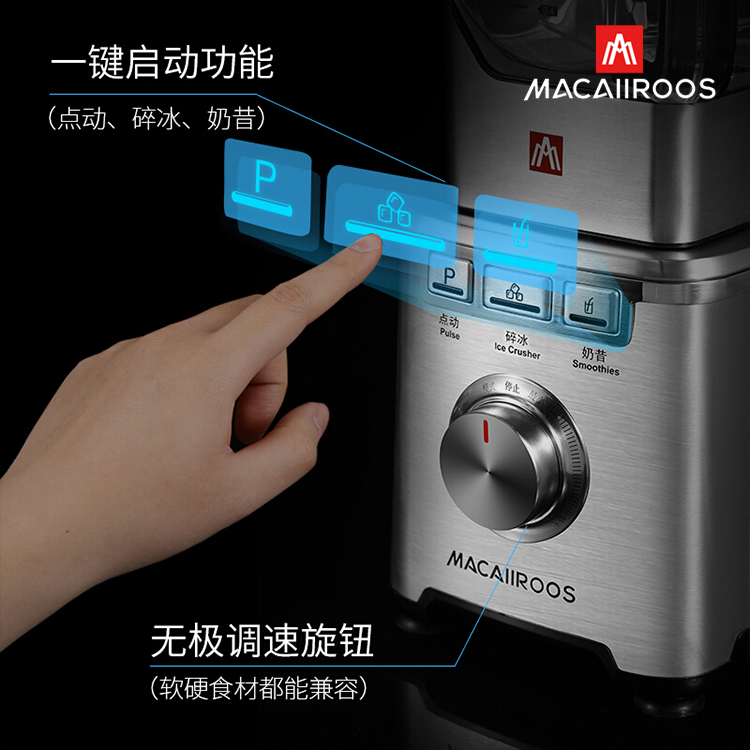 一键启动功能
(点动、碎冰、奶昔)
MACAIIROOS
P
P
点动
Pulse
碎冰
Ice Crusher
奶昔
Smoothies
停止
MACAIIROOS
无极调速旋钮
(软硬食材都能兼容)